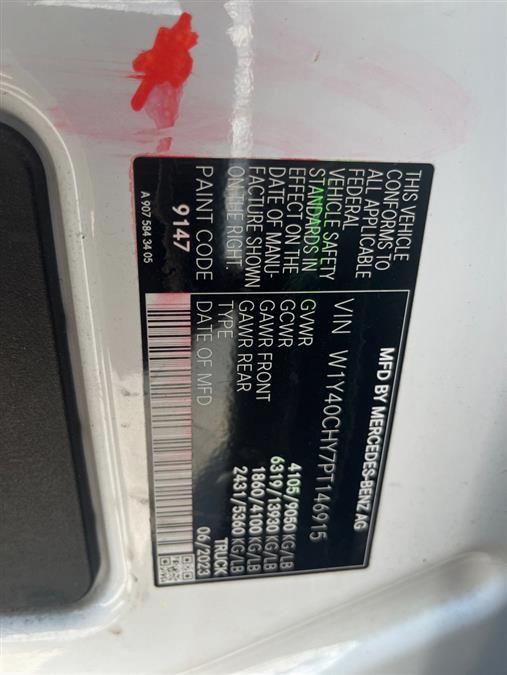 THIS VEHICLE
CONFORMS TO
ALL APPLICABLE
FEDERAL
VEHICLE SAFETY
STANDARDS IN
EFFECT ON THE
DATE OF MANU-
FACTURE SHOWN
ON THE RIGHT.
PAINT CODE
9147
A 907 584 34 05
MFD BY MERCEDES-BENZ AG
VIN W1Y40CHY7PT146915
GVWR 4105/9050 KG/LB
GCWR 6319/13930 KG/LB
GAWR FRONT 1860/4100 KG/LB
GAWR REAR 2431/5360 KG/LB
TYPE TRUCK
DATE OF MFD 06/2023